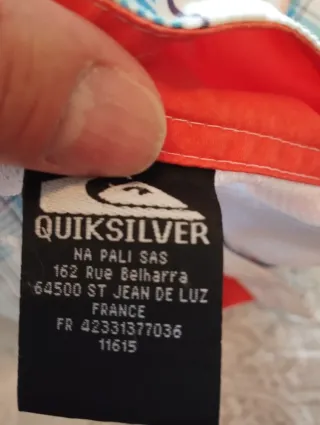 QUIKSILVER
NA PALI SAS
162 Rue Belharra
64500 ST JEAN DE LUZ
FRANCE
FR 42331377036
11615